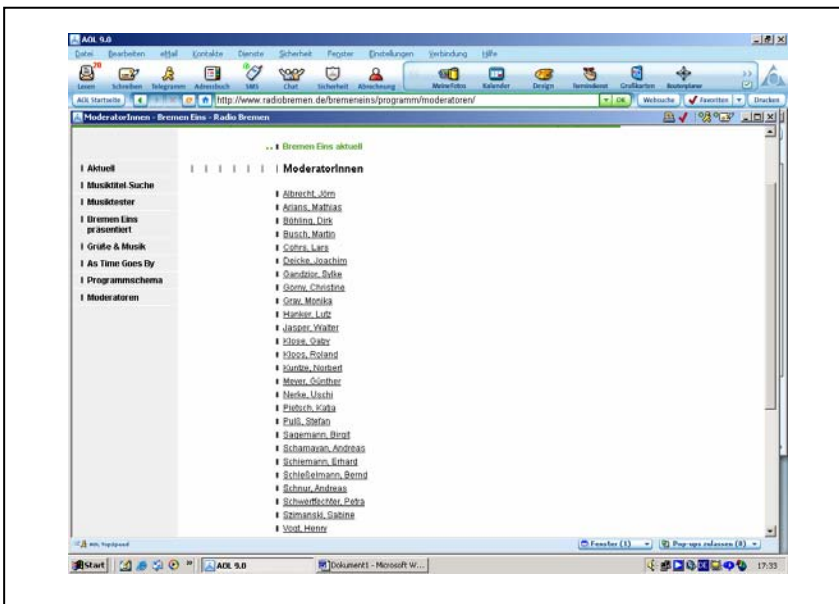 AOL 9.0
Datei Bearbeiten eMail Kontakte Dienste Sicherheit Fenster Einstellungen Verbindung Hilfe
Lesen Schreiben Telegramm Adressbuch SMS Chat Sicherheit Abrechnung Meine Fotos Kalender Design Termindienst Grußkarten Routenplaner
AOL Startseite http://www.radiobremen.de/bremeneins/programm/moderatoren/ OK Websuche Favoriten Drucken
ModeratorInnen - Bremen Eins - Radio Bremen
Bremen Eins aktuell
ModeratorInnen
Aktuell
Musiktitel-Suche
Musiktester
Bremen Eins
präsentiert
Grüße & Musik
As Time Goes By
Programmschema
Moderatoren
Albrecht, Jörn
Arians, Mathias
Böhling, Dirk
Busch, Martin
Cohrs, Lars
Deicke, Joachim
Gandzior, Sylke
Gorny, Christine
Gray, Monika
Hanker, Lutz
Jasper, Walter
Klose, Gaby
Kloos, Roland
Kuntze, Norbert
Meyer, Günther
Nerke, Uschi
Pietsch, Katja
Puls, Stefan
Sagemann, Birgit
Schamayan, Andreas
Schiemann, Erhard
Schleßelmann, Bernd
Schnur, Andreas
Schwertfechter, Petra
Szimanski, Sabine
Vogt, Henry
Fenster (1) Pop-ups zulassen (0)
Start AOL 9.0 Dokument1 - Microsoft W... 17:33